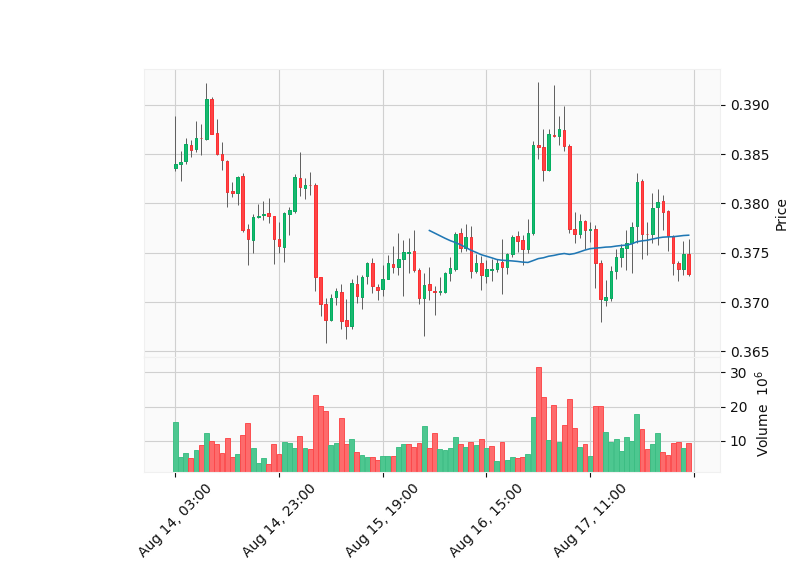 0.390
0.385
0.380
0.375
0.370
0.365
Price
30
20
10
Volume 10^6
Aug 14, 03:00
Aug 14, 23:00
Aug 15, 19:00
Aug 16, 15:00
Aug 17, 11:00